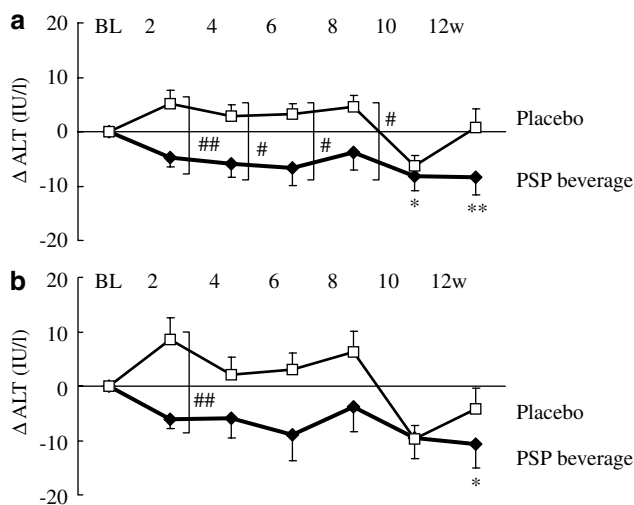 a
BL 2 4 6 8 10 12w
20
10
0
-10
-20
Δ ALT (IU/l)
## # # #
* **
Placebo
PSP beverage
b
BL 2 4 6 8 10 12w
20
10
0
-10
-20
Δ ALT (IU/l)
##
*
Placebo
PSP beverage